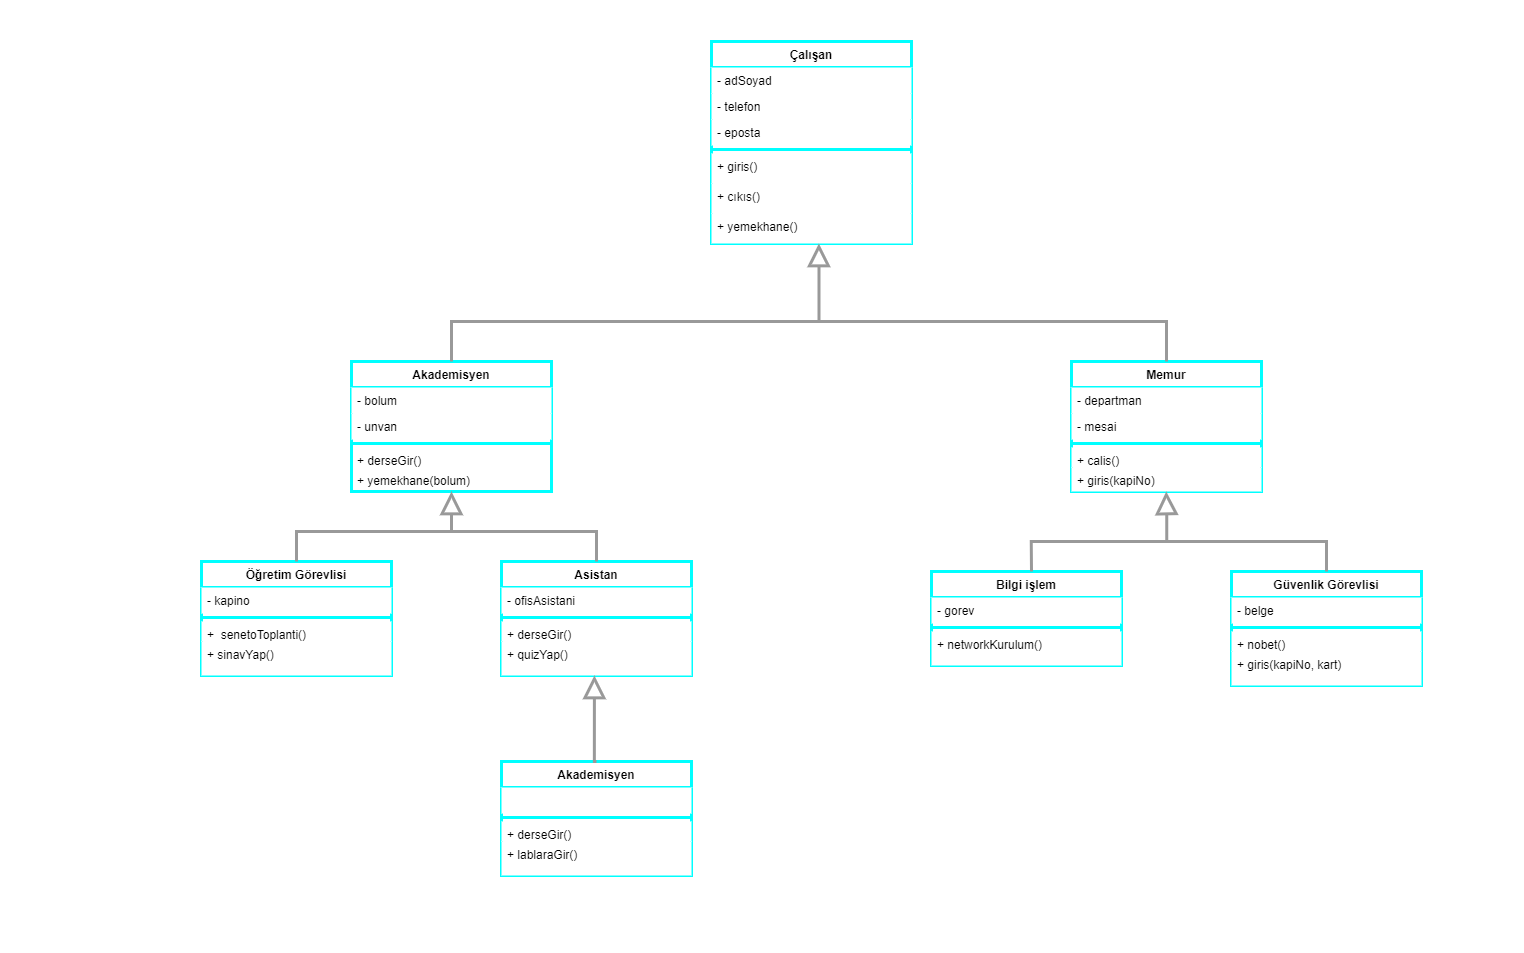 Çalışan
- adSoyad
- telefon
- eposta
+ giris()
+ cıkıs()
+ yemekhane()
Akademisyen
- bolum
- unvan
+ derseGir()
+ yemekhane(bolum)
Memur
- departman
- mesai
+ calis()
+ giris(kapiNo)
Öğretim Görevlisi
- kapino
+  senetoToplanti()
+ sinavYap()
Asistan
- ofisAsistani
+ derseGir()
+ quizYap()
Bilgi işlem
- gorev
+ networkKurulum()
Güvenlik Görevlisi
- belge
+ nobet()
+ giris(kapiNo, kart)
Akademisyen
+ derseGir()
+ lablaraGir()